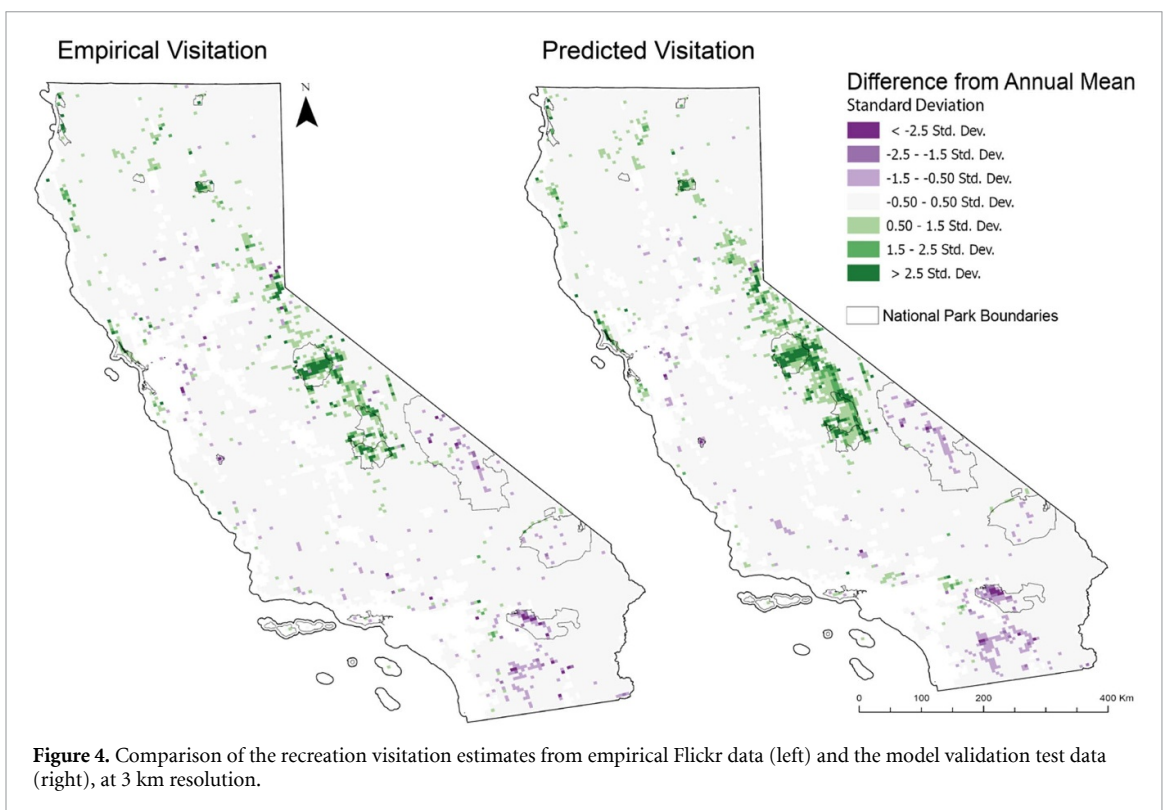 Empirical Visitation
Predicted Visitation
N
Difference from Annual Mean
Standard Deviation
< -2.5 Std. Dev.
-2.5 - -1.5 Std. Dev.
-1.5 - -0.50 Std. Dev.
-0.50 - 0.50 Std. Dev.
0.50 - 1.5 Std. Dev.
1.5 - 2.5 Std. Dev.
> 2.5 Std. Dev.
National Park Boundaries
0 100 200 400 Km
Figure 4. Comparison of the recreation visitation estimates from empirical Flickr data (left) and the model validation test data
(right), at 3 km resolution.